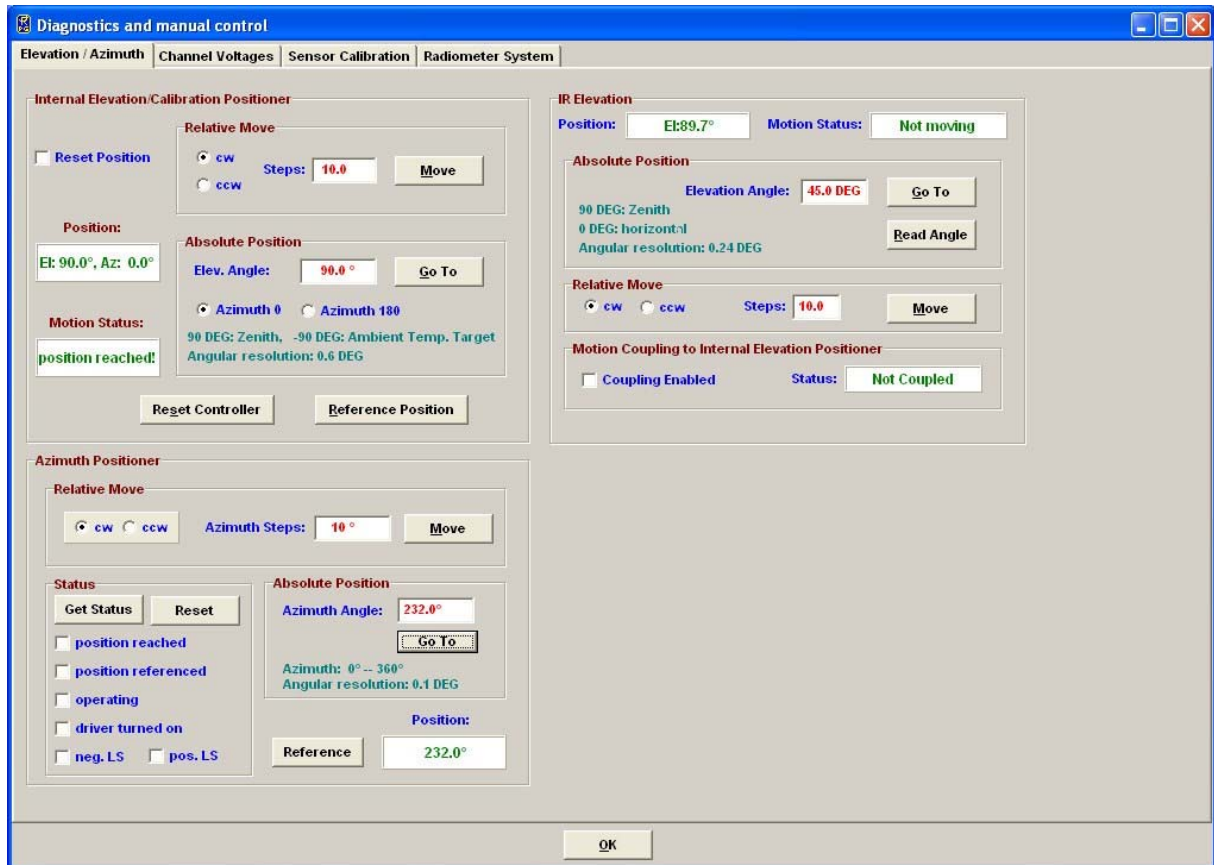 Diagnostics and manual control
Elevation / Azimuth
Channel Voltages
Sensor Calibration
Radiometer System
Internal Elevation/Calibration Positioner
Reset Position
Relative Move
cw
ccw
Steps: 10.0
Move
Position:
El: 90.0°, Az: 0.0°
Absolute Position
Elev. Angle: 90.0 °
Go To
Azimuth 0
Azimuth 180
90 DEG: Zenith, -90 DEG: Ambient Temp. Target
Angular resolution: 0.6 DEG
Motion Status:
position reached!
Reset Controller
Reference Position
Azimuth Positioner
Relative Move
cw
ccw
Azimuth Steps: 10 °
Move
Status
Get Status
Reset
position reached
position referenced
operating
driver turned on
neg. LS
pos. LS
Absolute Position
Azimuth Angle: 232.0°
Go To
Azimuth: 0° -- 360°
Angular resolution: 0.1 DEG
Position:
Reference
232.0°
IR Elevation
Position: El:89.7°
Motion Status: Not moving
Absolute Position
Elevation Angle: 45.0 DEG
Go To
90 DEG: Zenith
0 DEG: horizontal
Angular resolution: 0.24 DEG
Read Angle
Relative Move
cw
ccw
Steps: 10.0
Move
Motion Coupling to Internal Elevation Positioner
Coupling Enabled
Status: Not Coupled
OK